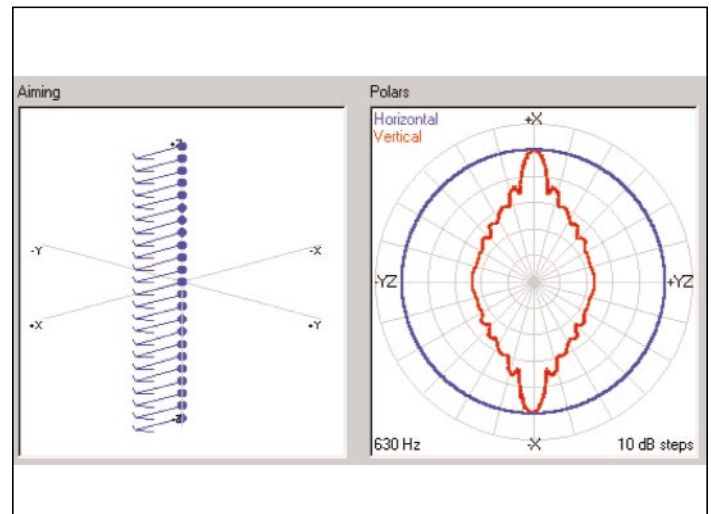 Aiming
+Z
-Y
-X
+X
+Y
-Z
Polars
Horizontal
Vertical
+X
-YZ
+YZ
630 Hz
-X
10 dB steps